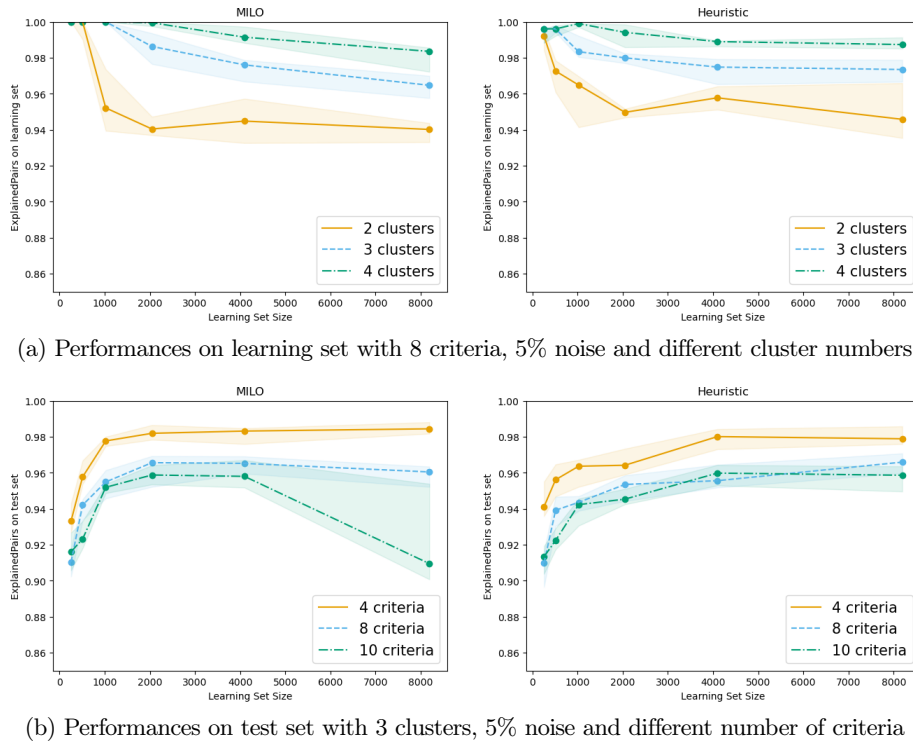 MILO
1.00
0.98
0.96
0.94
0.92
0.90
0.88
0.86
ExplainedPairs on learning set
0 1000 2000 3000 4000 5000 6000 7000 8000
Learning Set Size
2 clusters
3 clusters
4 clusters
Heuristic
1.00
0.98
0.96
0.94
0.92
0.90
0.88
0.86
ExplainedPairs on learning set
0 1000 2000 3000 4000 5000 6000 7000 8000
Learning Set Size
2 clusters
3 clusters
4 clusters
(a) Performances on learning set with 8 criteria, 5% noise and different cluster numbers
MILO
1.00
0.98
0.96
0.94
0.92
0.90
0.88
0.86
ExplainedPairs on test set
0 1000 2000 3000 4000 5000 6000 7000 8000
Learning Set Size
4 criteria
8 criteria
10 criteria
Heuristic
1.00
0.98
0.96
0.94
0.92
0.90
0.88
0.86
ExplainedPairs on test set
0 1000 2000 3000 4000 5000 6000 7000 8000
Learning Set Size
4 criteria
8 criteria
10 criteria
(b) Performances on test set with 3 clusters, 5% noise and different number of criteria